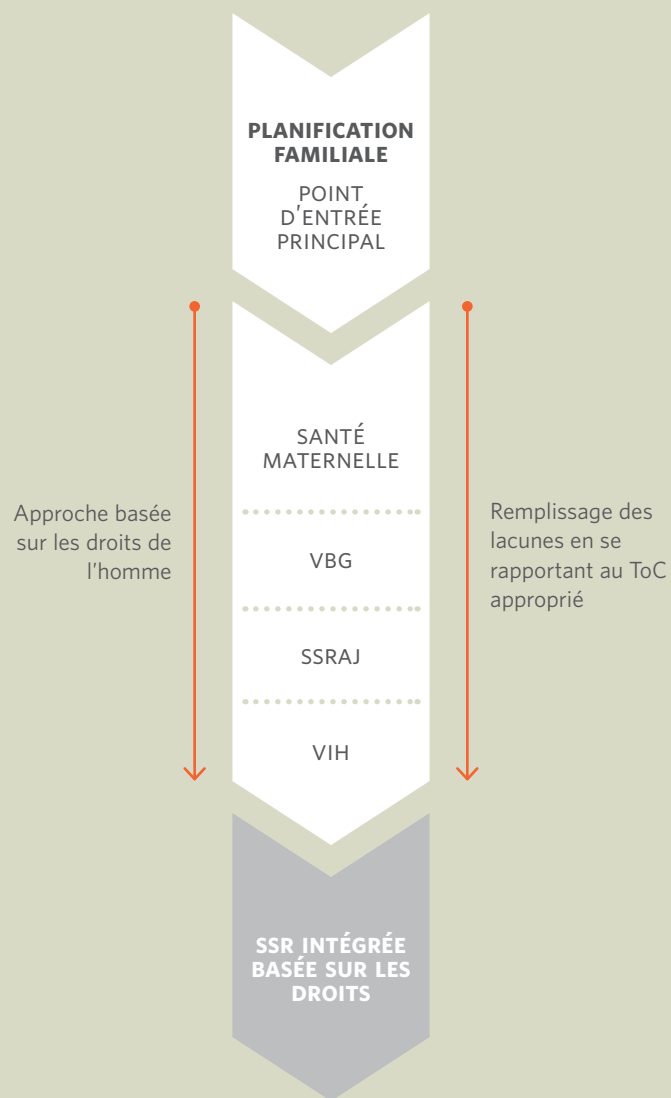 PLANIFICATION
FAMILIALE
POINT
D'ENTRÉE
PRINCIPAL
SANTÉ
MATERNELLE
VBG
SSRAJ
VIH
Approche basée
sur les droits de
l'homme
Remplissage des
lacunes en se
rapportant au ToC
approprié
SSR INTÉGRÉE
BASÉE SUR LES
DROITS